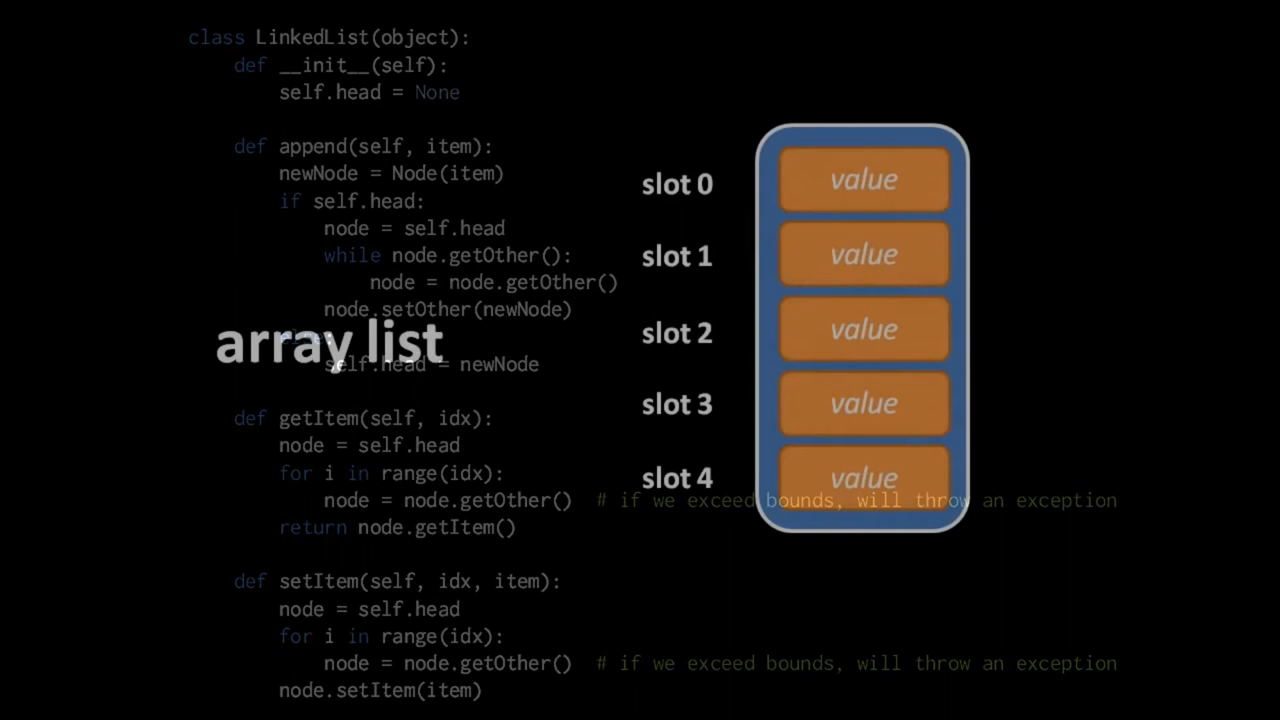 class LinkedList(object):
def __init__(self):
self.head = None
def append(self, item):
newNode = Node(item)
if self.head:
node = self.head
while node.getOther():
node = node.getOther()
node.setOther(newNode)
else:
self.head = newNode
def getItem(self, idx):
node = self.head
for i in range(idx):
node = node.getOther() # if we exceed bounds, will throw an exception
return node.getItem()
def setItem(self, idx, item):
node = self.head
for i in range(idx):
node = node.getOther() # if we exceed bounds, will throw an exception
node.setItem(item)
array list
slot 0 value
slot 1 value
slot 2 value
slot 3 value
slot 4 value